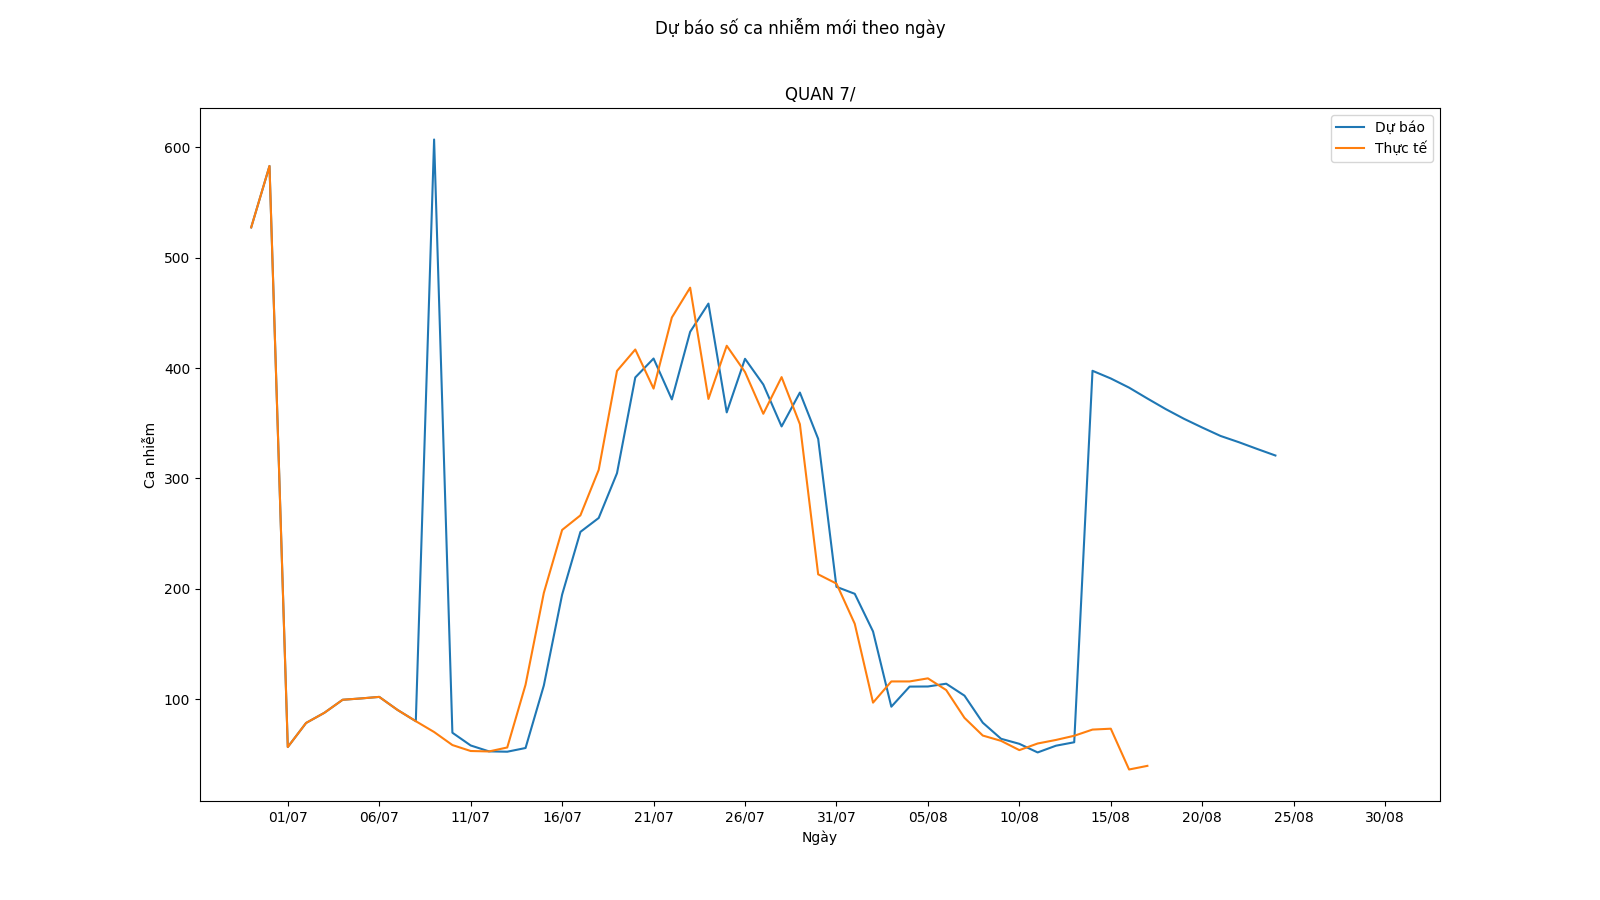 Dự báo số ca nhiễm mới theo ngày
QUAN 7/
Dự báo
Thực tế
Ca nhiễm
600
500
400
300
200
100
01/07 06/07 11/07 16/07 21/07 26/07 31/07 05/08 10/08 15/08 20/08 25/08 30/08
Ngày